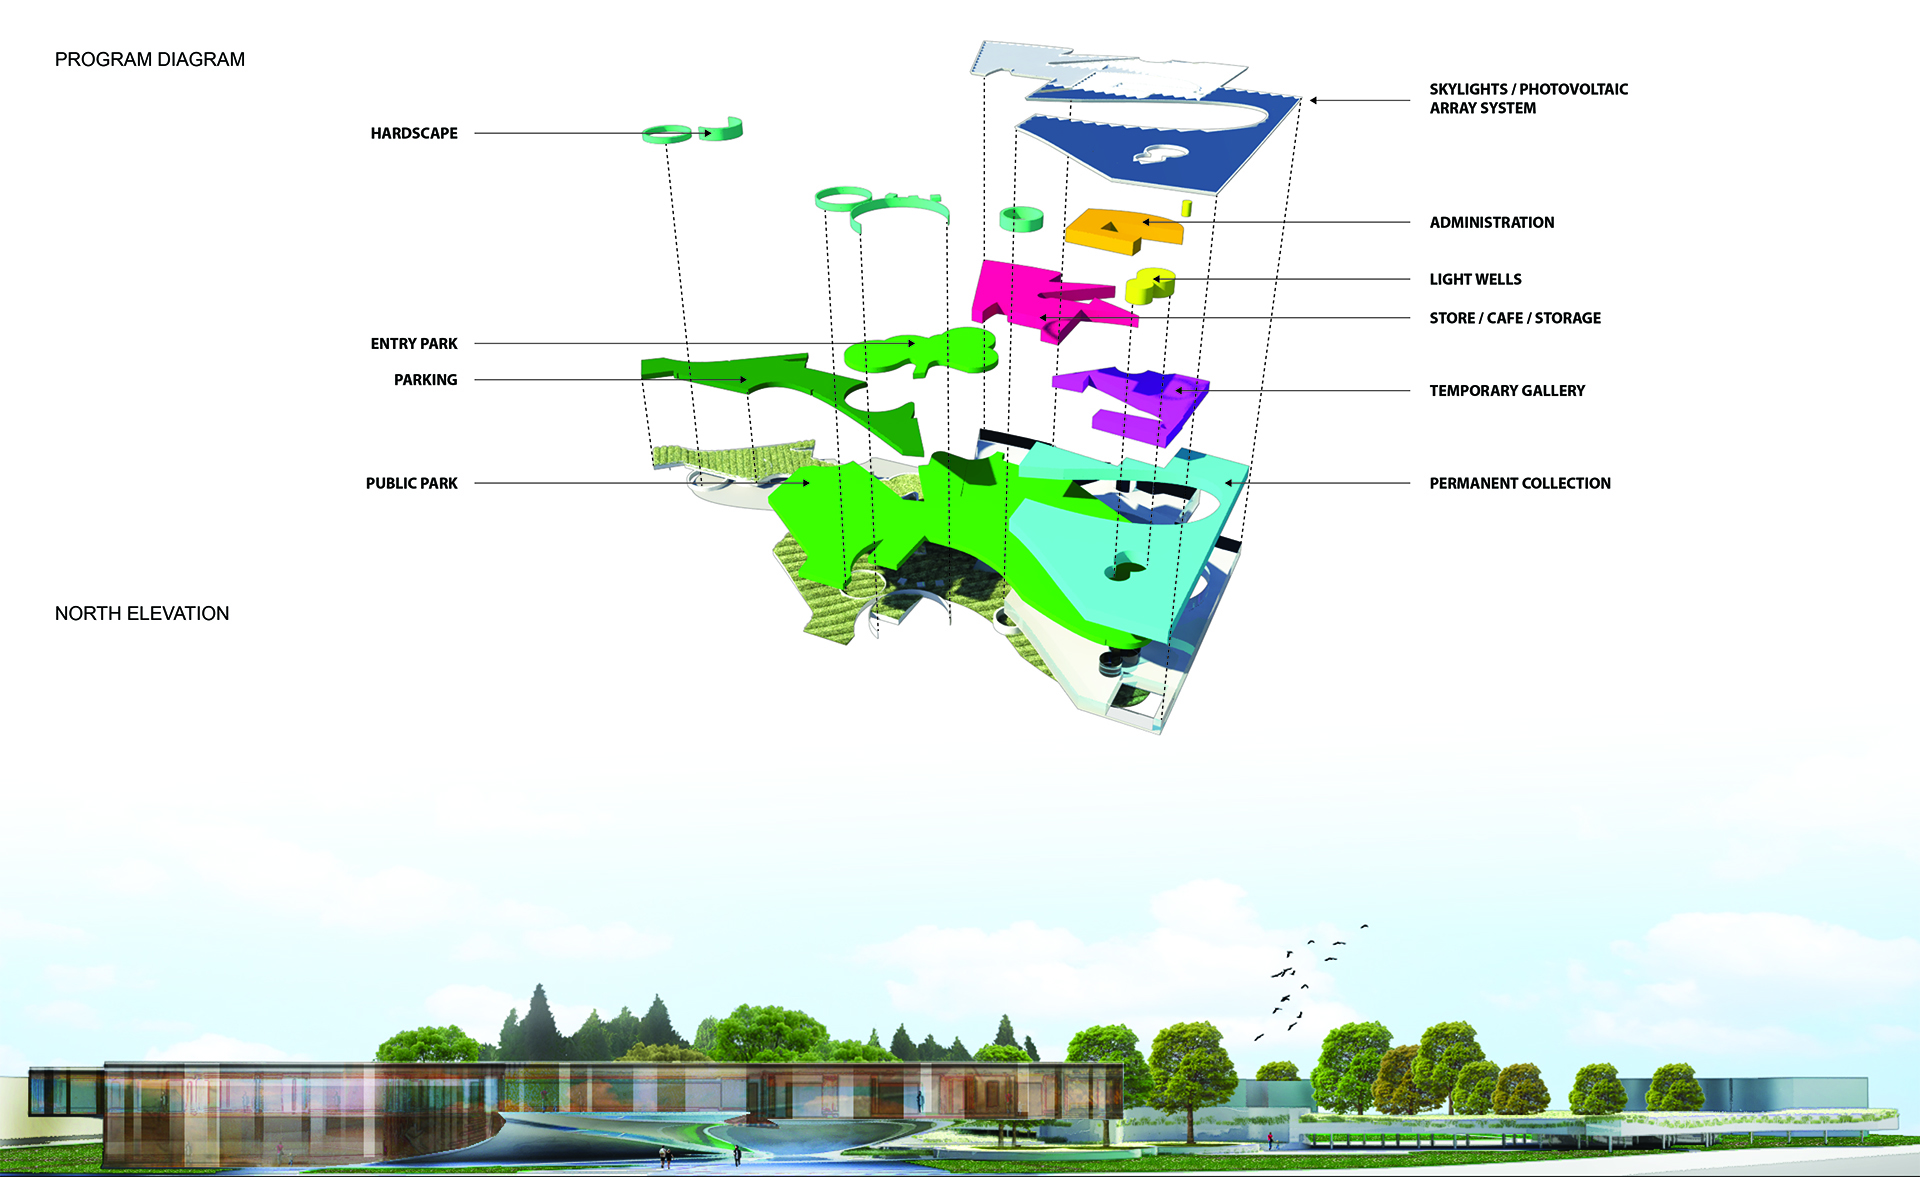 PROGRAM DIAGRAM
SKYLIGHTS / PHOTOVOLTAIC
ARRAY SYSTEM
HARDSCAPE
ADMINISTRATION
LIGHT WELLS
STORE / CAFE / STORAGE
ENTRY PARK
PARKING
TEMPORARY GALLERY
PUBLIC PARK
PERMANENT COLLECTION
NORTH ELEVATION